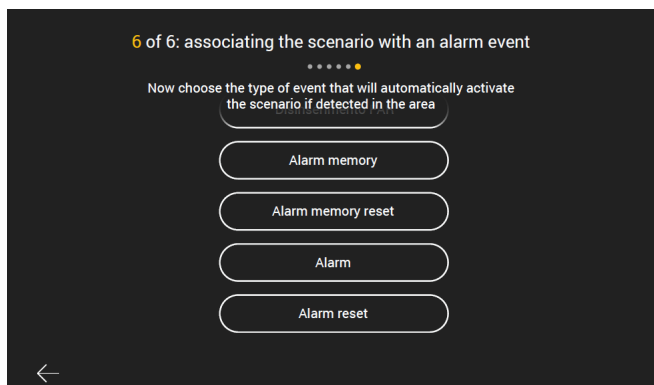 6 of 6: associating the scenario with an alarm event
Now choose the type of event that will automatically activate
the scenario if detected in the area
Alarm memory
Alarm memory reset
Alarm
Alarm reset